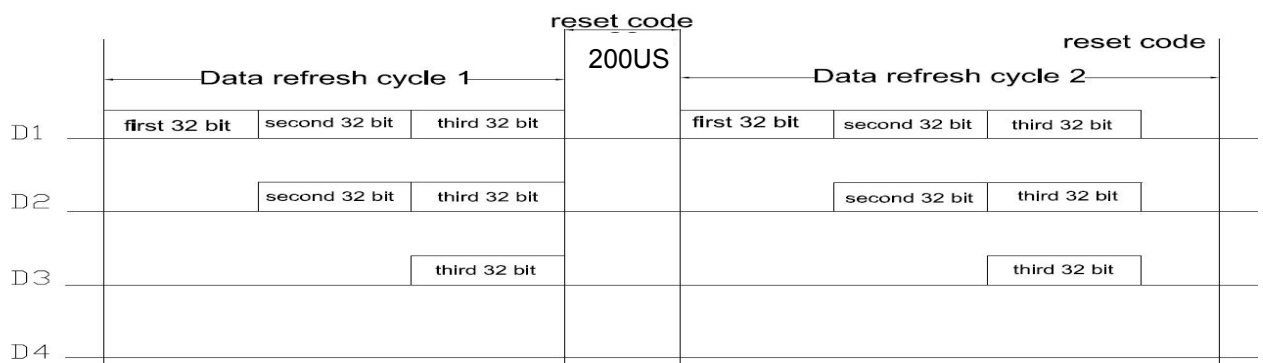 reset code
200US
reset code
Data refresh cycle 1
Data refresh cycle 2
D1 first 32 bit second 32 bit third 32 bit first 32 bit second 32 bit third 32 bit
D2 second 32 bit third 32 bit second 32 bit third 32 bit
D3 third 32 bit third 32 bit
D4